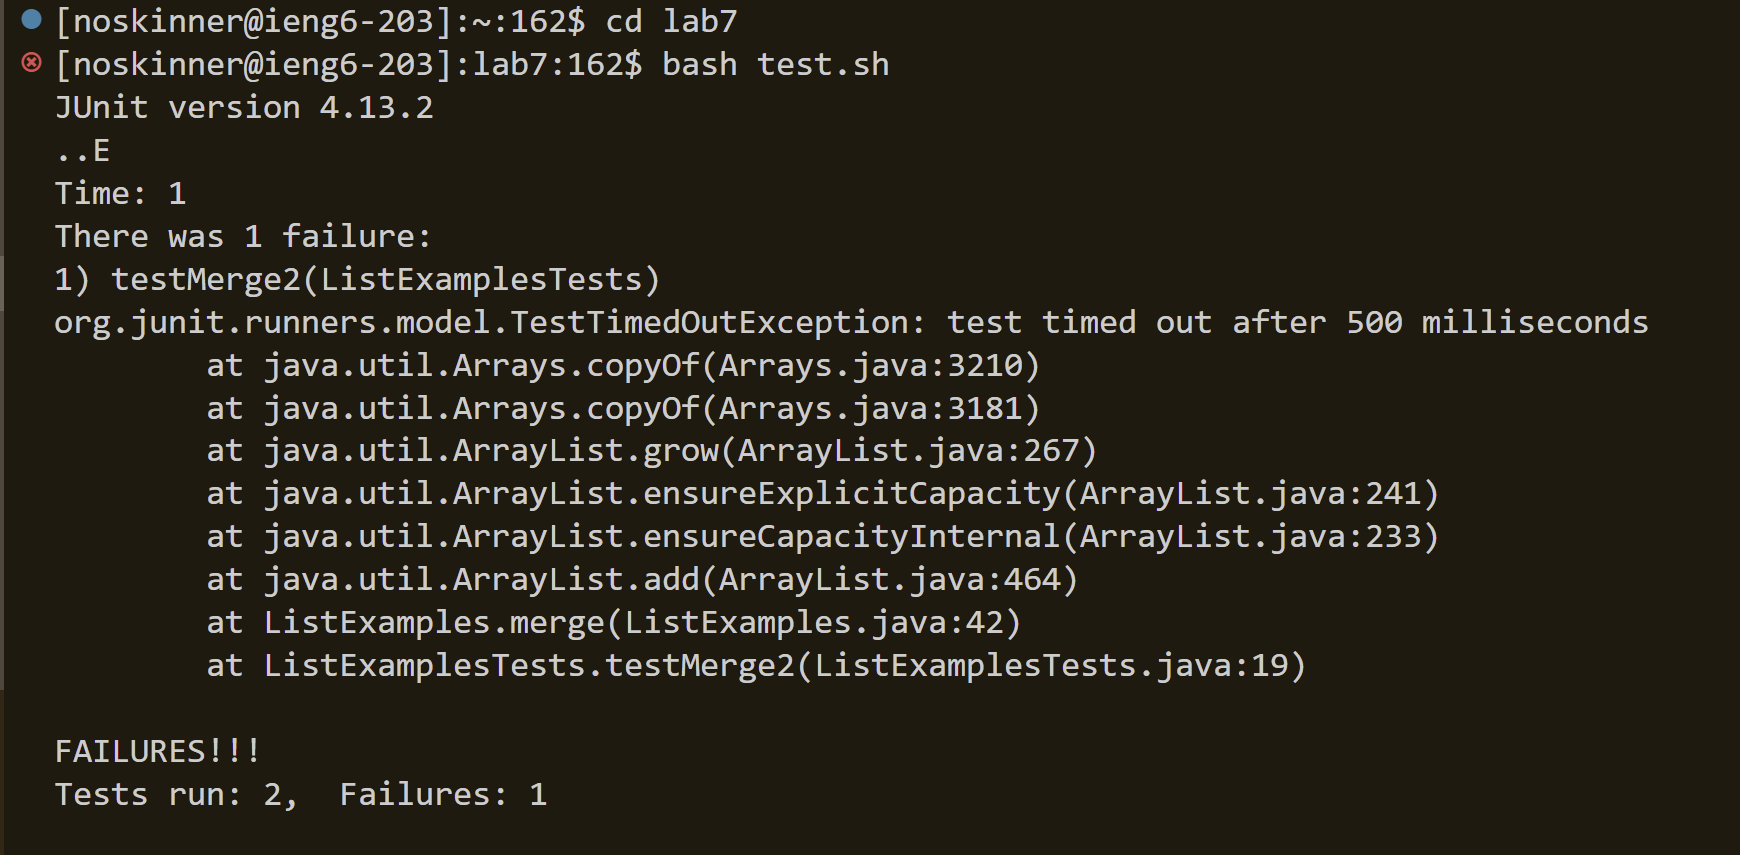 [noskinner@ieng6-203]:~:162$ cd lab7
[noskinner@ieng6-203]:lab7:162$ bash test.sh
JUnit version 4.13.2
..E
Time: 1
There was 1 failure:
1) testMerge2(ListExamplesTests)
org.junit.runners.model.TestTimedOutException: test timed out after 500 milliseconds
        at java.util.Arrays.copyOf(Arrays.java:3210)
        at java.util.Arrays.copyOf(Arrays.java:3181)
        at java.util.ArrayList.grow(ArrayList.java:267)
        at java.util.ArrayList.ensureExplicitCapacity(ArrayList.java:241)
        at java.util.ArrayList.ensureCapacityInternal(ArrayList.java:233)
        at java.util.ArrayList.add(ArrayList.java:464)
        at ListExamples.merge(ListExamples.java:42)
        at ListExamplesTests.testMerge2(ListExamplesTests.java:19)

FAILURES!!!
Tests run: 2,  Failures: 1